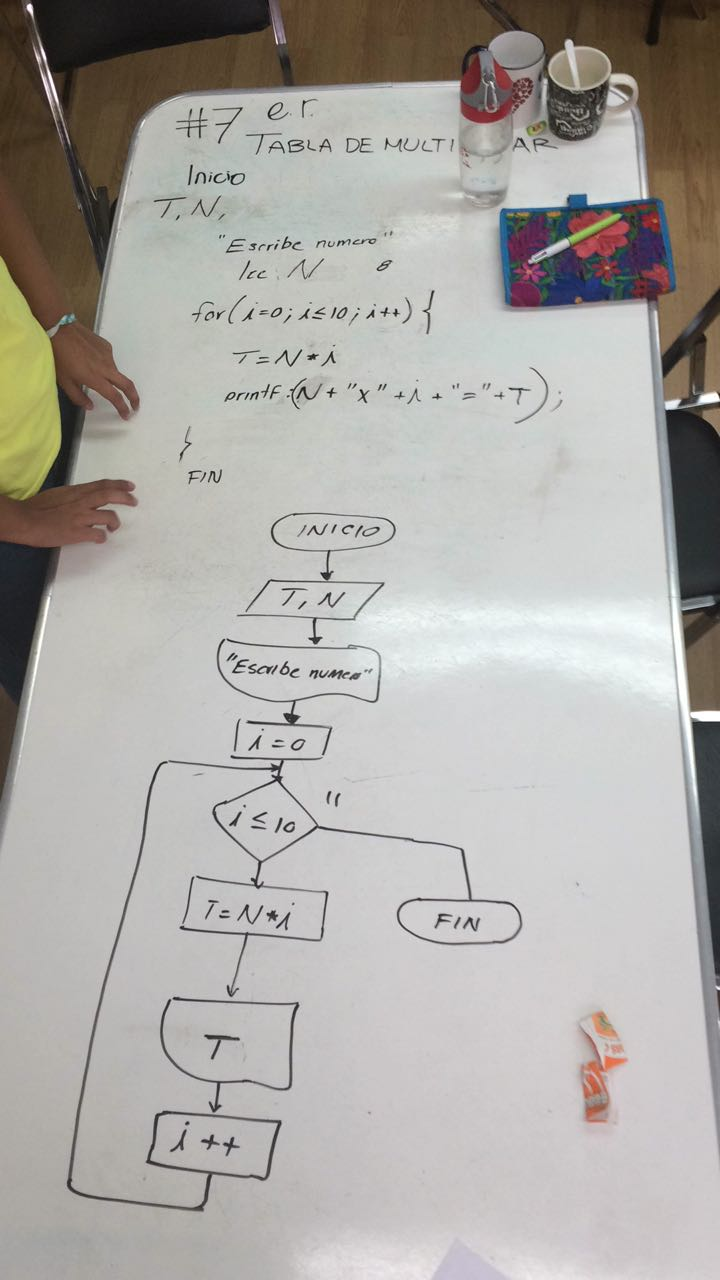 #7 e.r.
TABLA DE MULTI AR
Inicio
T, N,
"Escribe numero"
lee N 8
for(i=0; i≤10; i++) {
T=N*i
printf:(N+"x"+i+"="+T);
}
FIN
INICIO
T, N
"Escribe numero"
i=0
i≤10
"
T=N*i
FIN
T
i++